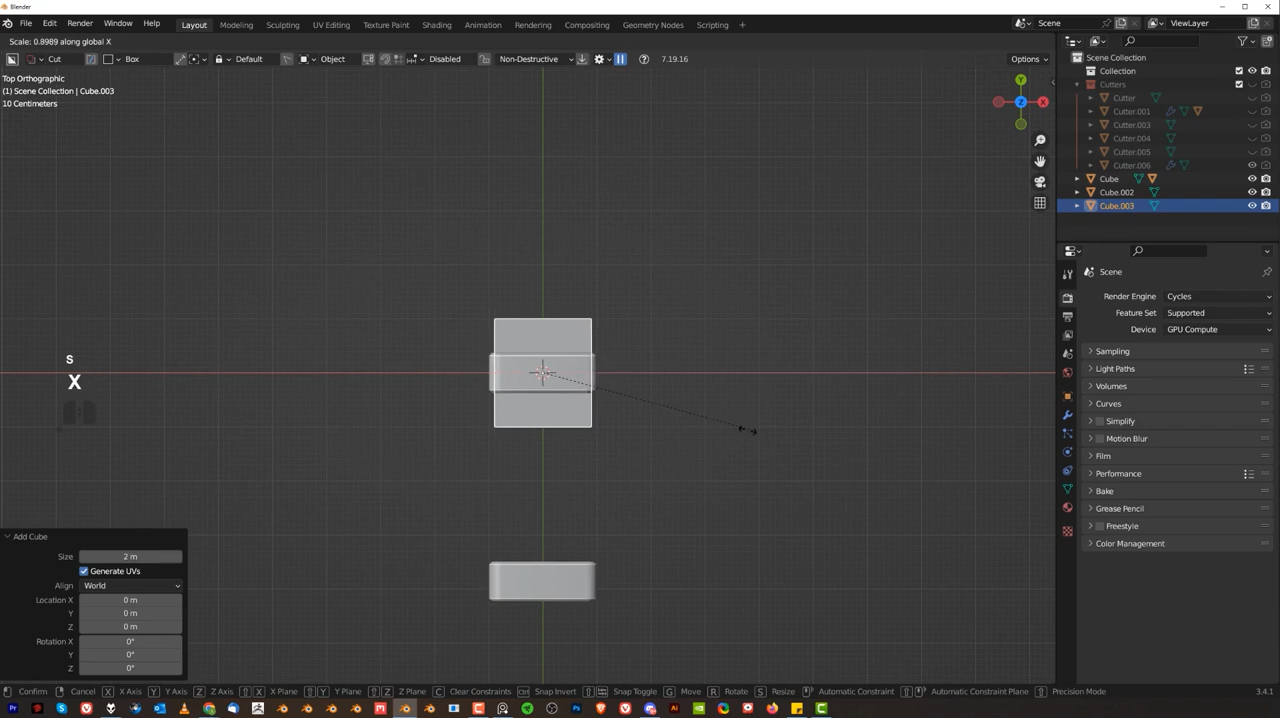 Blender
File Edit Render Window Help Layout Modeling Sculpting UV Editing Texture Paint Shading Animation Rendering Compositing Geometry Nodes Scripting + Scene ViewLayer
Scale: 0.8989 along global X
Cut Box Default Object Disabled Non-Destructive 7.19.16 Options
Top Orthographic
(1) Scene Collection | Cube.003
10 Centimeters
Y
Z
X
S
X
Add Cube
Size 2 m
Generate UVs
Align World
Location X 0 m
Y 0 m
Z 0 m
Rotation X 0°
Y 0°
Z 0°
Scene Collection
Collection
Cutters
Cutter
Cutter.001
Cutter.003
Cutter.004
Cutter.005
Cutter.006
Cube
Cube.002
Cube.003
Scene
Render Engine Cycles
Feature Set Supported
Device GPU Compute
Sampling
Light Paths
Volumes
Curves
Simplify
Motion Blur
Film
Performance
Bake
Grease Pencil
Freestyle
Color Management
Confirm Cancel X X Axis Y Y Axis Z Z Axis X X Plane Y Y Plane Z Z Plane C Clear Constraints Ctrl Snap Invert Snap Toggle G Move R Rotate S Resize Automatic Constraint Automatic Plane Constraint Precision Mode 3.4.1